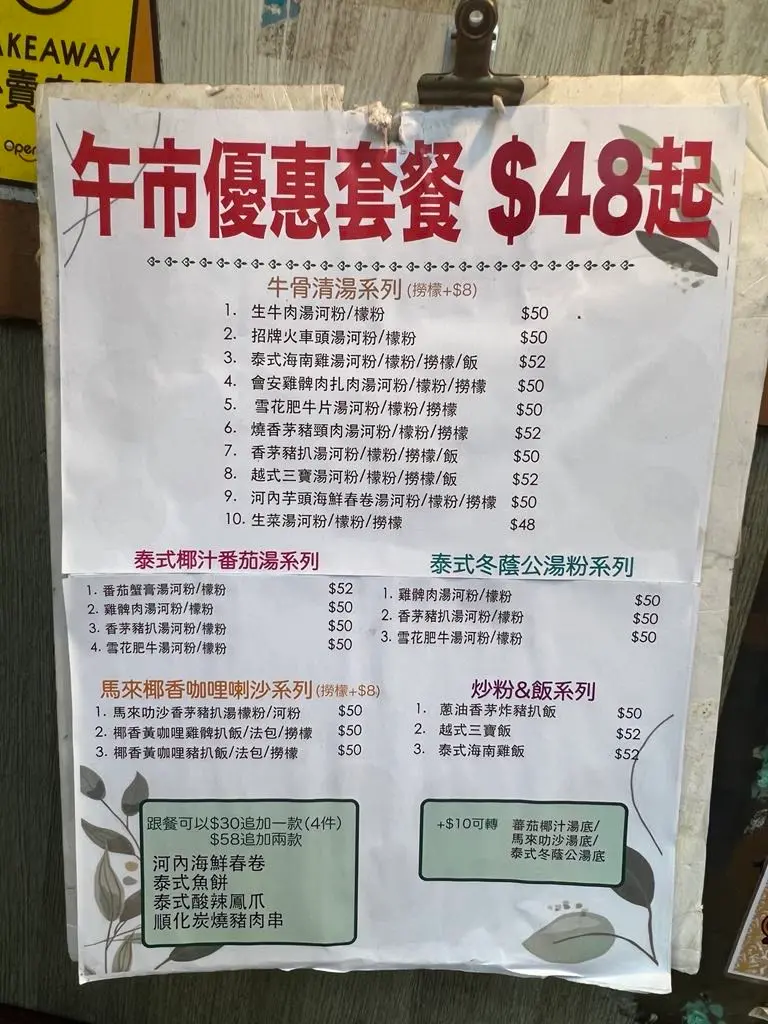 AKEAWAY
賣
Open
午市優惠套餐 $48起
牛骨清湯系列 (撈檬+$8)
1. 生牛肉湯河粉/檬粉 $50
2. 招牌火車頭湯河粉/檬粉 $50
3. 泰式海南雞湯河粉/檬粉/撈檬/飯 $52
4. 會安雞髀肉扎肉湯河粉/檬粉/撈檬 $50
5. 雪花肥牛片湯河粉/檬粉/撈檬 $50
6. 燒香茅豬頸肉湯河粉/檬粉/撈檬 $52
7. 香茅豬扒湯河粉/檬粉/撈檬/飯 $50
8. 越式三寶湯河粉/檬粉/撈檬/飯 $52
9. 河內芋頭海鮮春卷湯河粉/檬粉/撈檬 $50
10. 生菜湯河粉/檬粉/撈檬 $48
泰式椰汁番茄湯系列
1. 番茄蟹膏湯河粉/檬粉 $52
2. 雞髀肉湯河粉/檬粉 $50
3. 香茅豬扒湯河粉/檬粉 $50
4. 雪花肥牛湯河粉/檬粉 $50
泰式冬蔭公湯粉系列
1. 雞髀肉湯河粉/檬粉 $50
2. 香茅豬扒湯河粉/檬粉 $50
3. 雪花肥牛湯河粉/檬粉 $50
馬來椰香咖哩喇沙系列 (撈檬+$8)
1. 馬來叻沙香茅豬扒湯檬粉/河粉 $50
2. 椰香黃咖哩雞髀扒飯/法包/撈檬 $50
3. 椰香黃咖哩豬扒飯/法包/撈檬 $50
炒粉&飯系列
1. 蔥油香茅炸豬扒飯 $50
2. 越式三寶飯 $52
3. 泰式海南雞飯 $52
跟餐可以$30追加一款(4件)
$58追加兩款
河內海鮮春卷
泰式魚餅
泰式酸辣鳳爪
順化炭燒豬肉串
+$10可轉 蕃茄椰汁湯底/
馬來叻沙湯底/
泰式冬蔭公湯底